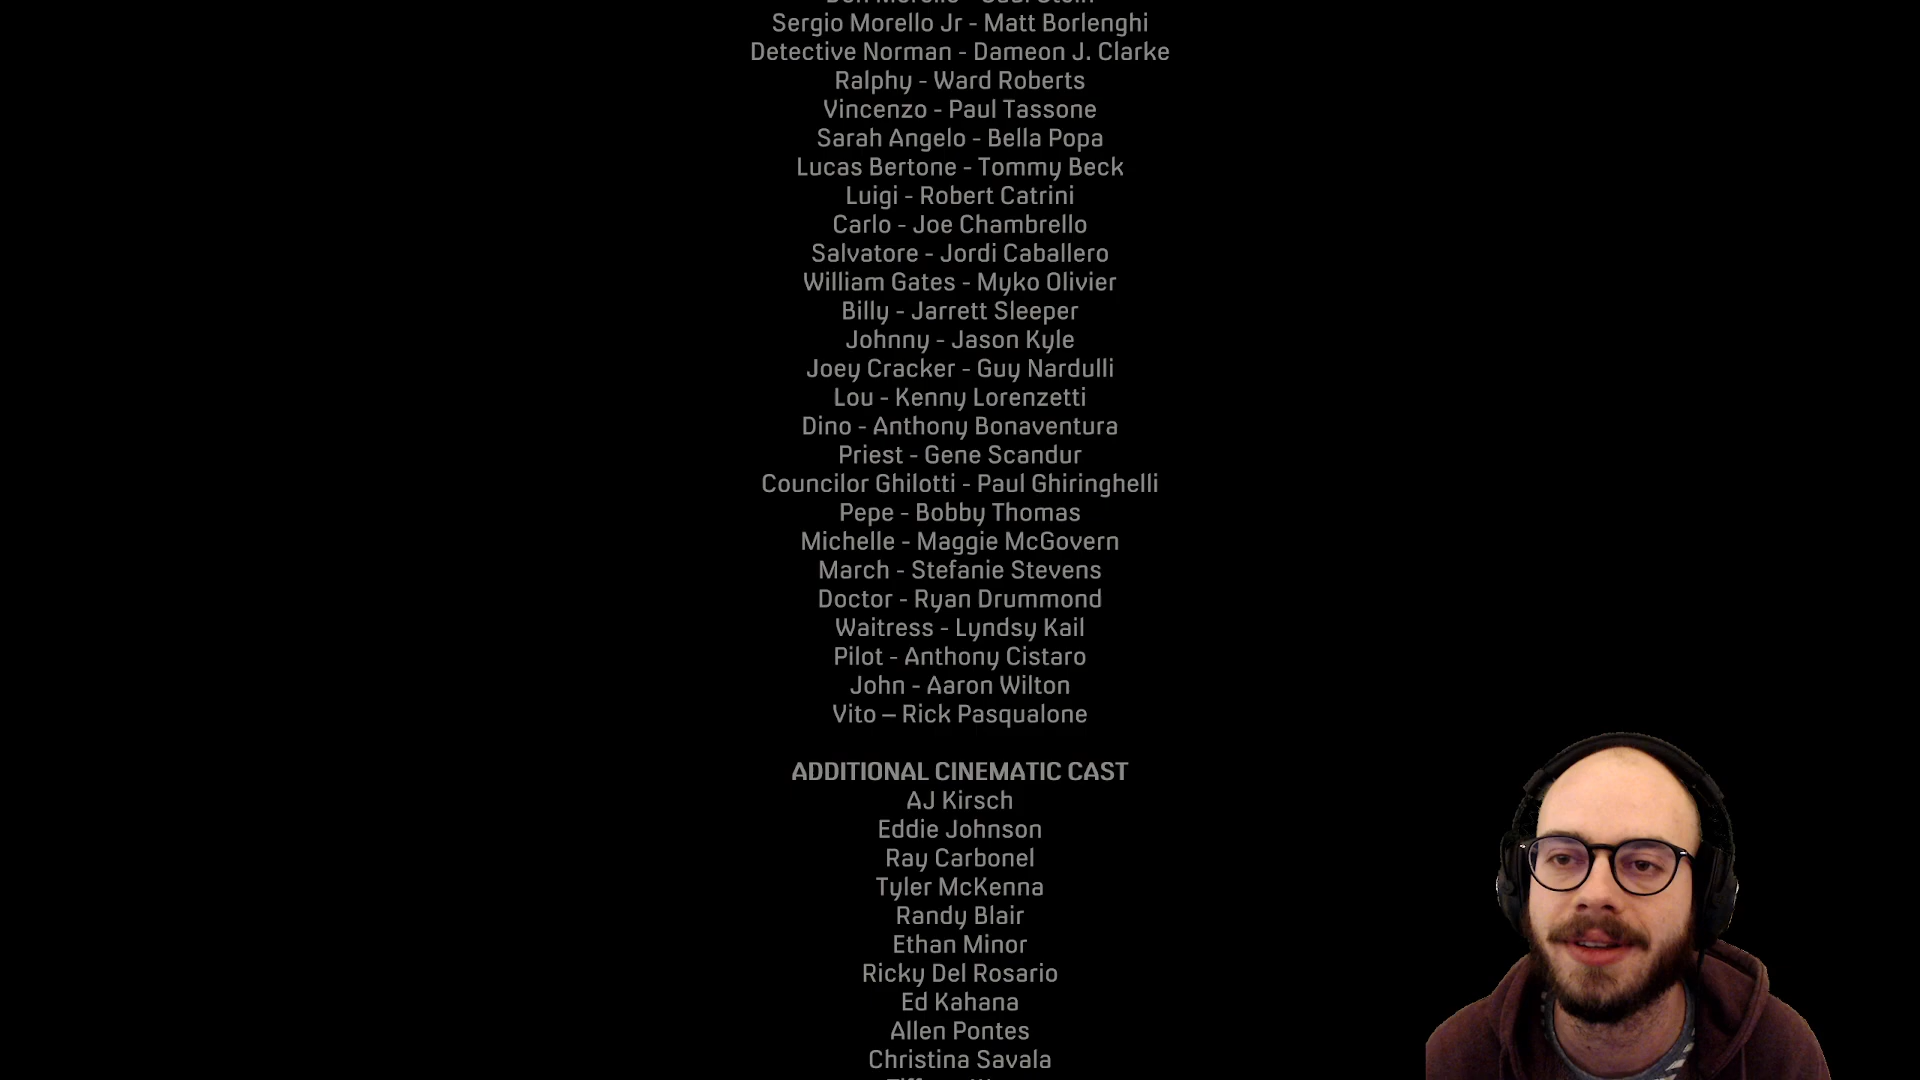 Sergio Morello Jr - Matt Borlenghi
Detective Norman - Dameon J. Clarke
Ralphy - Ward Roberts
Vincenzo - Paul Tassone
Sarah Angelo - Bella Popa
Lucas Bertone - Tommy Beck
Luigi - Robert Catrini
Carlo - Joe Chambrello
Salvatore - Jordi Caballero
William Gates - Myko Olivier
Billy - Jarrett Sleeper
Johnny - Jason Kyle
Joey Cracker - Guy Nardulli
Lou - Kenny Lorenzetti
Dino - Anthony Bonaventura
Priest - Gene Scandur
Councilor Ghilotti - Paul Ghiringhelli
Pepe - Bobby Thomas
Michelle - Maggie McGovern
March - Stefanie Stevens
Doctor - Ryan Drummond
Waitress - Lyndsy Kail
Pilot - Anthony Cistaro
John - Aaron Wilton
Vito – Rick Pasqualone
ADDITIONAL CINEMATIC CAST
AJ Kirsch
Eddie Johnson
Ray Carbonel
Tyler McKenna
Randy Blair
Ethan Minor
Ricky Del Rosario
Ed Kahana
Allen Pontes
Christina Savala